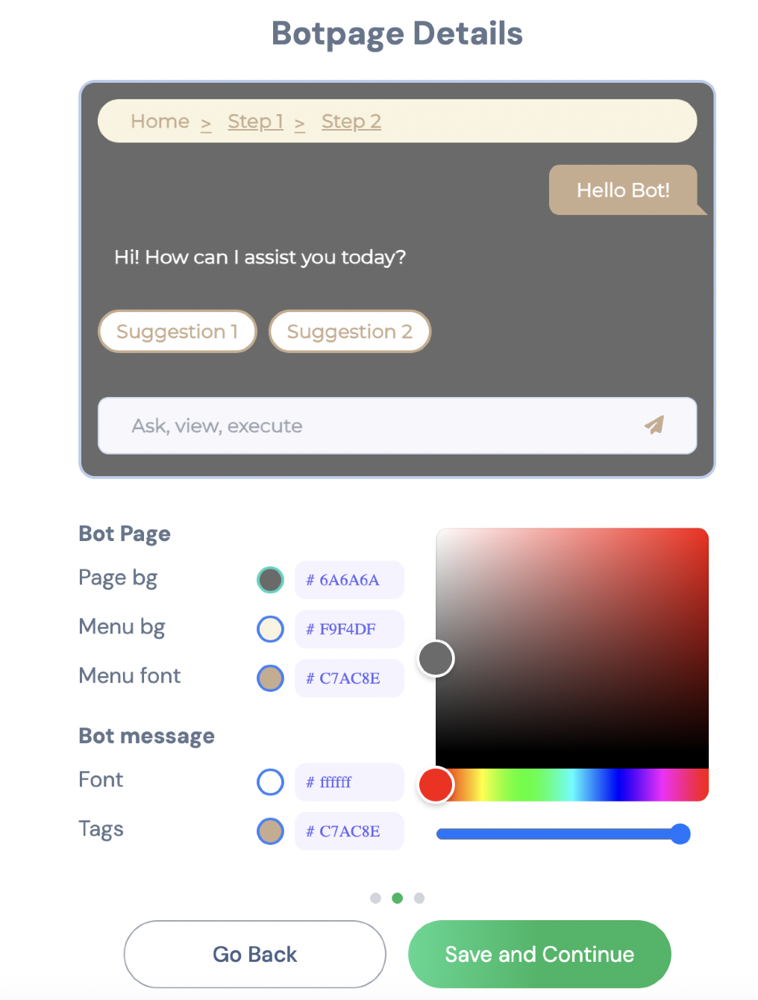 Botpage Details
Home > Step 1 > Step 2
Hello Bot!
Hi! How can I assist you today?
Suggestion 1 Suggestion 2
Ask, view, execute
Bot Page
Page bg # 6A6A6A
Menu bg # F9F4DF
Menu font # C7AC8E
Bot message
Font # ffffff
Tags # C7AC8E
Go Back Save and Continue